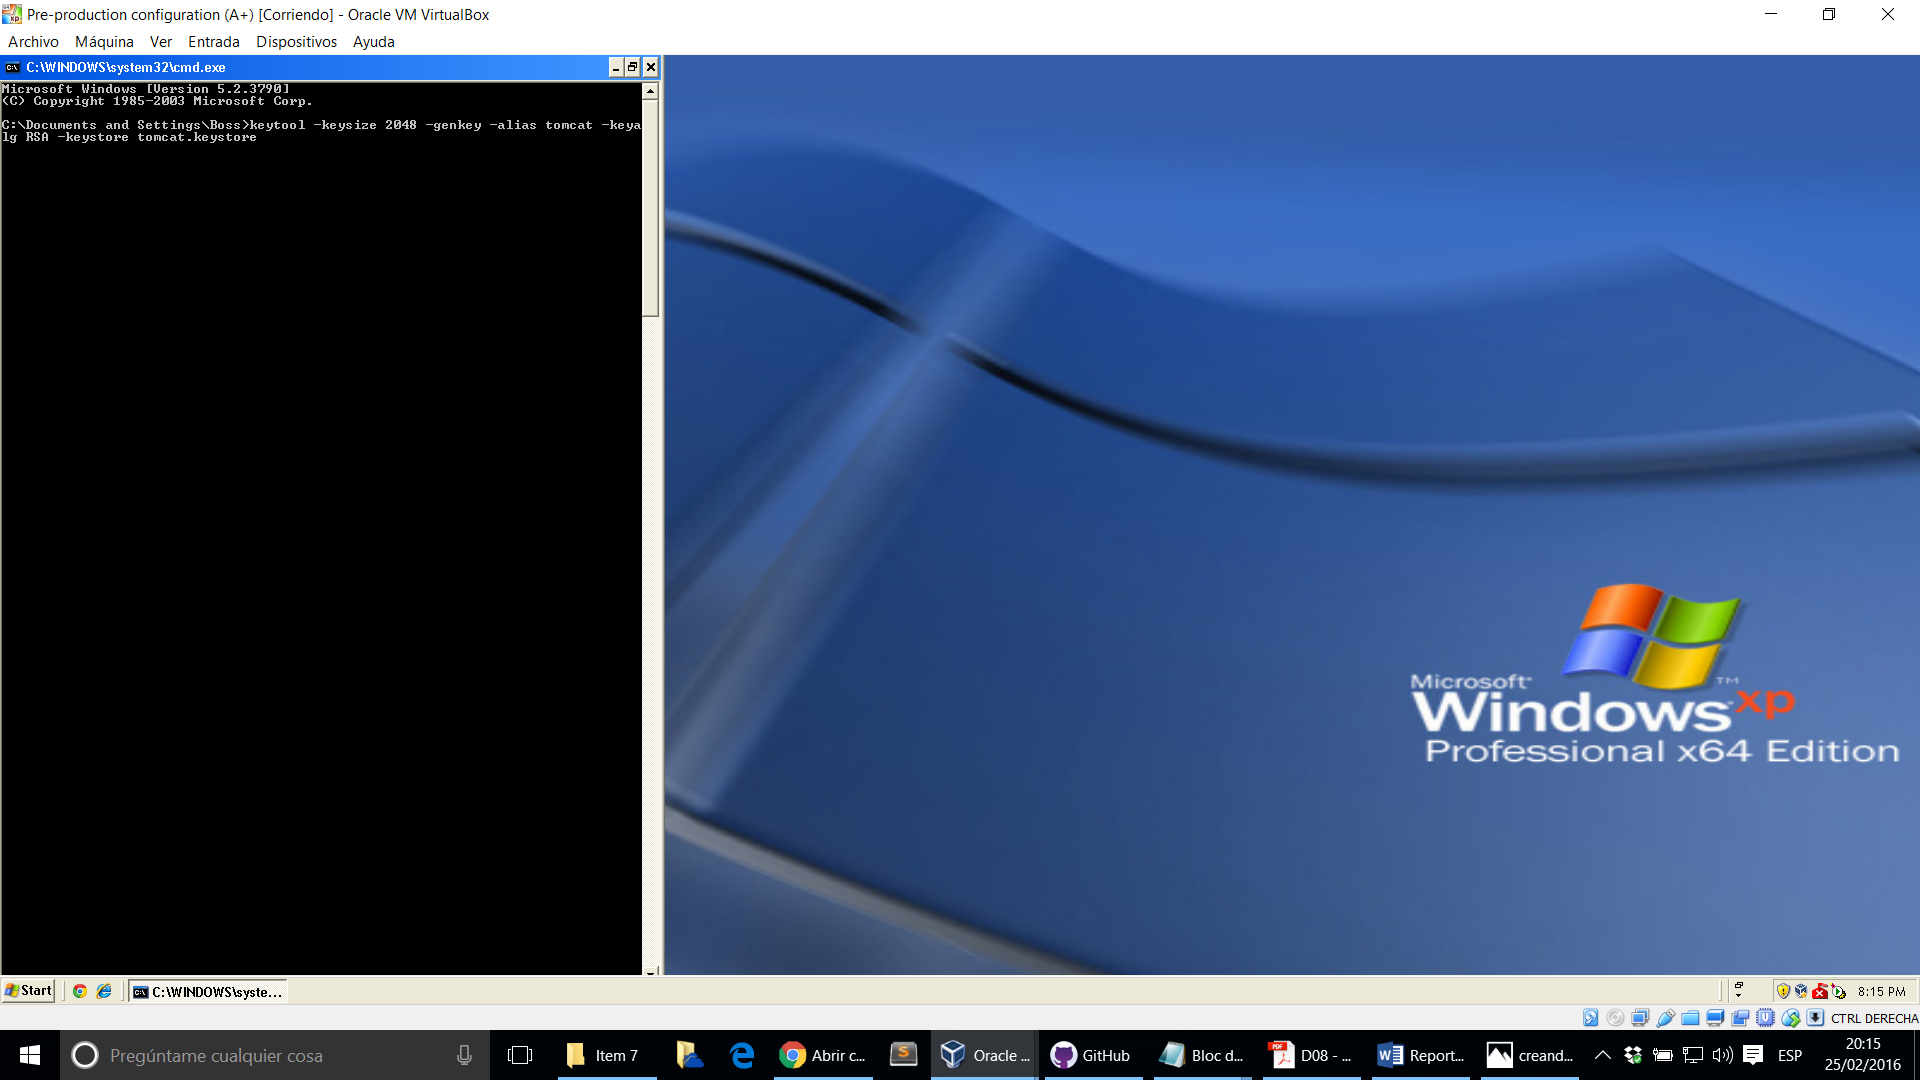 Pre-production configuration (A+) [Corriendo] - Oracle VM VirtualBox
Archivo Máquina Ver Entrada Dispositivos Ayuda
C:\WINDOWS\system32\cmd.exe
Microsoft Windows [Version 5.2.3790]
(C) Copyright 1985-2003 Microsoft Corp.
C:\Documents and Settings\Boss>keytool -keysize 2048 -genkey -alias tomcat -keya
lg RSA -keystore tomcat.keystore
Microsoft
Windows xp ™
Professional x64 Edition
Start C:\WINDOWS\syste... 8:15 PM
CTRL DERECHA
Pregúntame cualquier cosa Item 7 Abrir c... Oracle ... GitHub Bloc d... D08 - ... Report... creand... ESP 20:15
25/02/2016